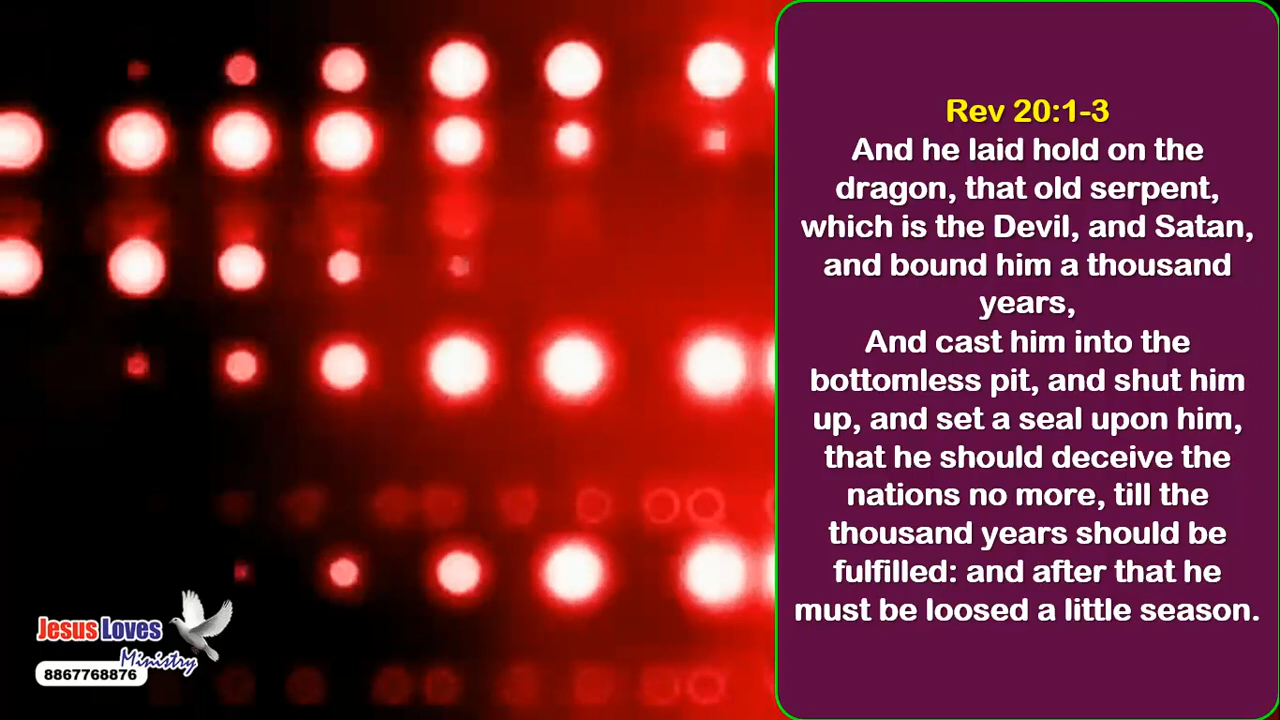 Rev 20:1-3
And he laid hold on the
dragon, that old serpent,
which is the Devil, and Satan,
and bound him a thousand
years,
And cast him into the
bottomless pit, and shut him
up, and set a seal upon him,
that he should deceive the
nations no more, till the
thousand years should be
fulfilled: and after that he
must be loosed a little season.
Jesus Loves
Ministry
8867768876